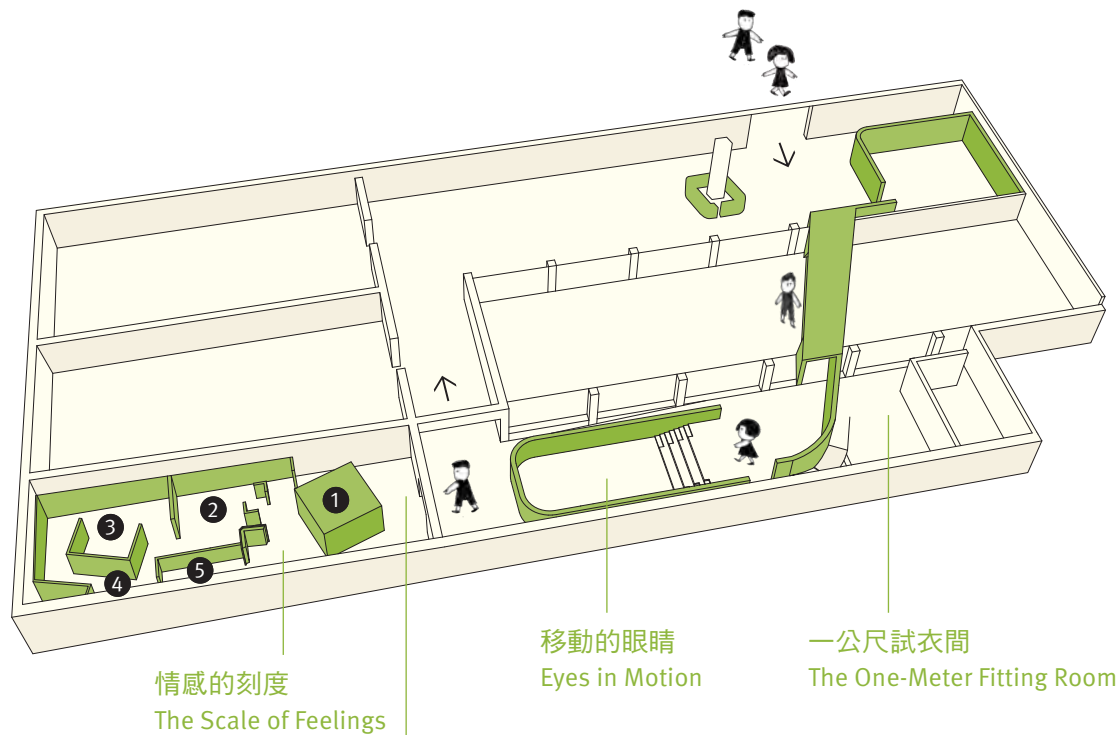 1
2
3
4
5
移動的眼睛
Eyes in Motion
一公尺試衣間
The One-Meter Fitting Room
情感的刻度
The Scale of Feelings